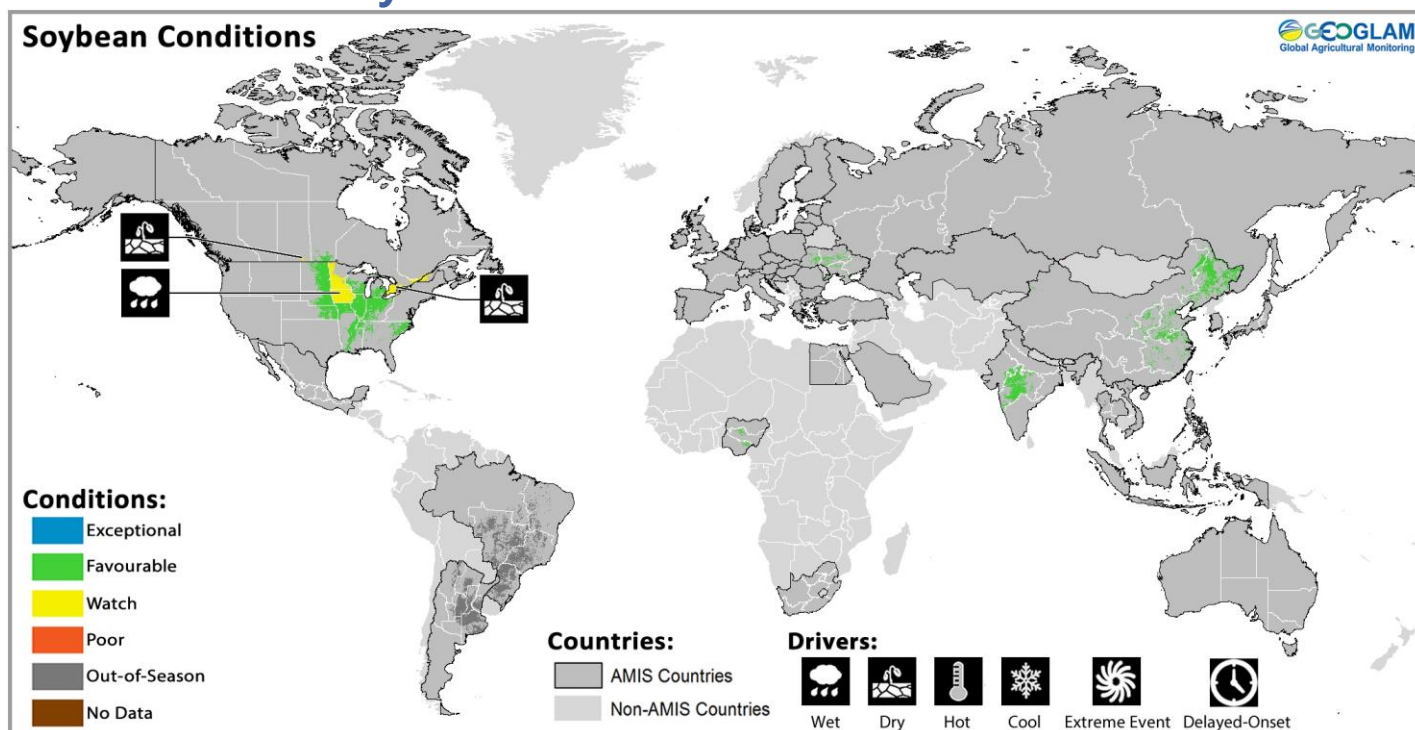 Soybean Conditions
GEOGLAM
Global Agricultural Monitoring
Conditions:
Exceptional
Favourable
Watch
Poor
Out-of-Season
No Data
Countries:
AMIS Countries
Non-AMIS Countries
Drivers:
Wet
Dry
Hot
Cool
Extreme Event
Delayed-Onset